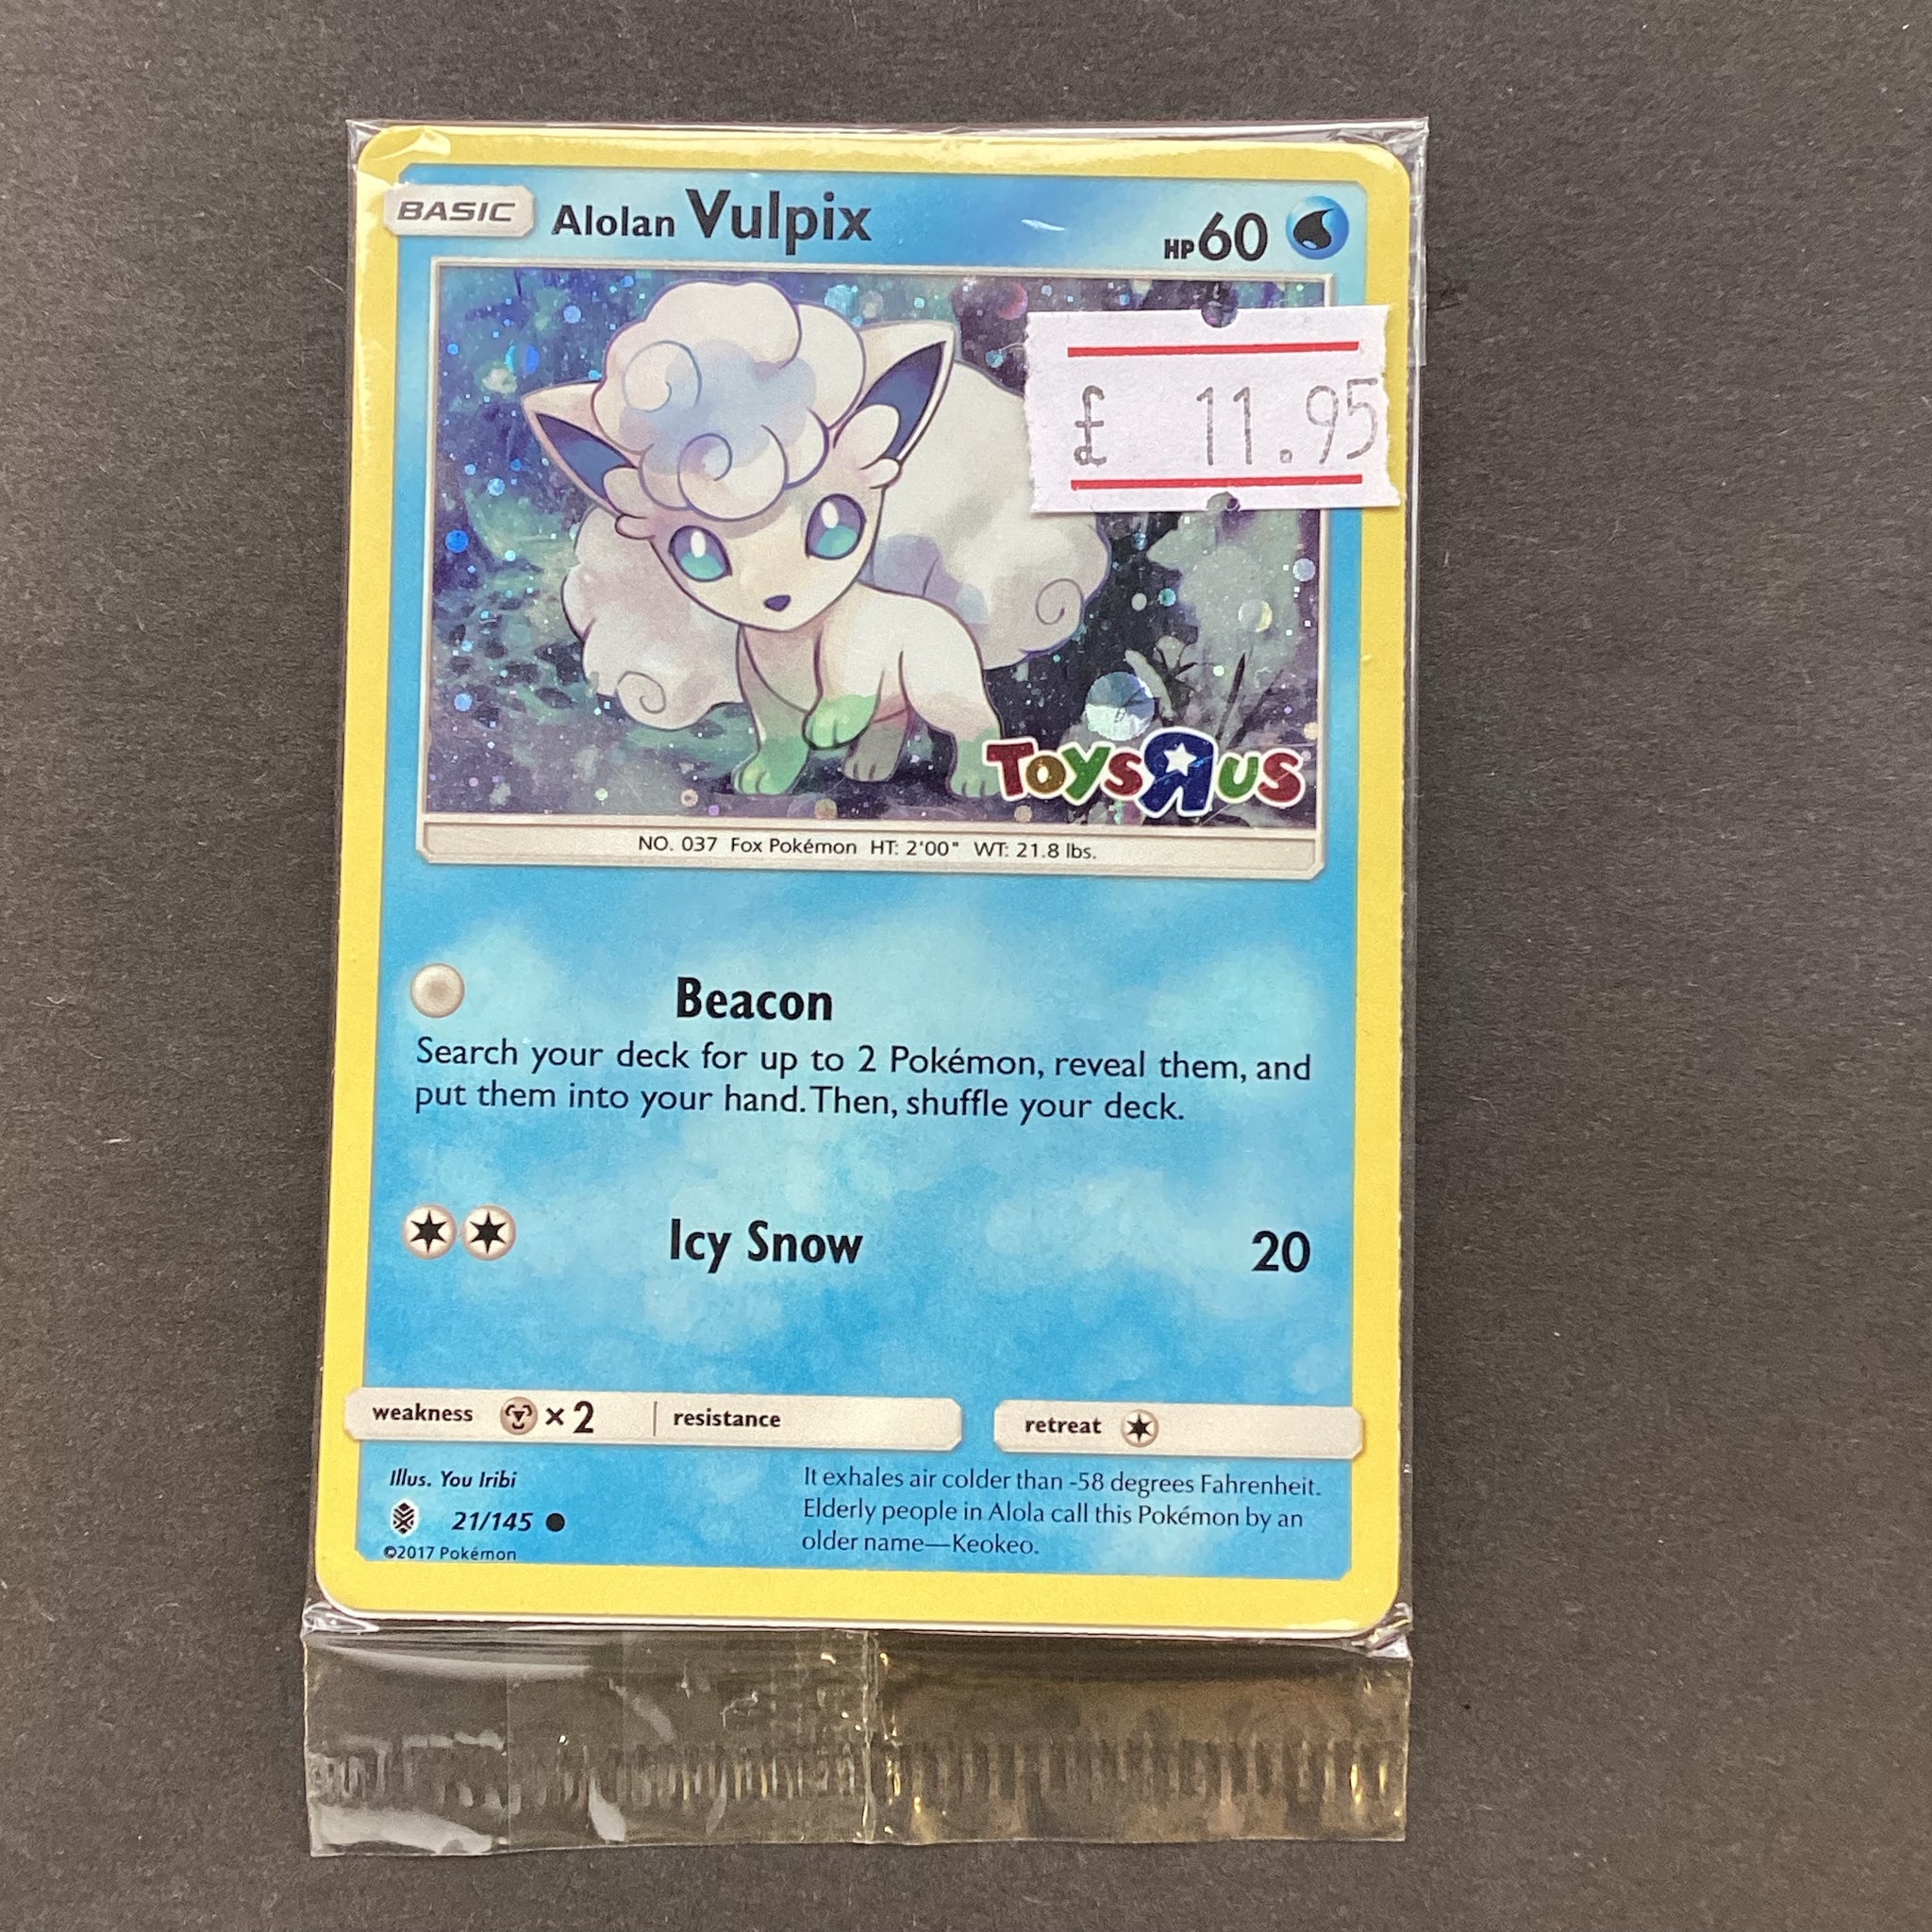 BASIC Alolan Vulpix HP 60
£ 11.95
ToysRus
NO. 037 Fox Pokémon HT: 2'00" WT: 21.8 lbs.
Beacon
Search your deck for up to 2 Pokémon, reveal them, and
put them into your hand. Then, shuffle your deck.
Icy Snow 20
weakness ×2 resistance retreat
Illus. You Iribi
21/145
©2017 Pokémon
It exhales air colder than -58 degrees Fahrenheit.
Elderly people in Alola call this Pokémon by an
older name—Keokeo.